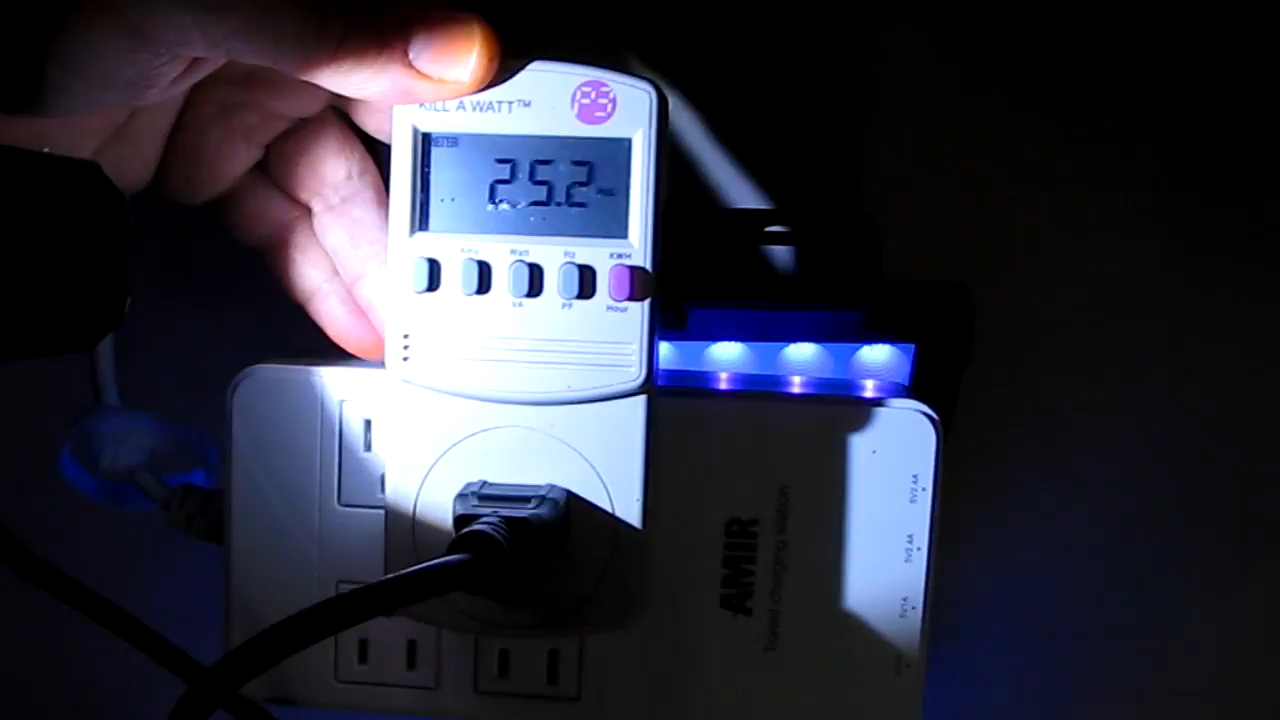 KILL A WATT™
P3
METER
25.2
Amp
Watt
Hz
KWH
VA
PF
Hour
AMIR
Travel charging station
5V2.4A
5V2.4A
5V1A